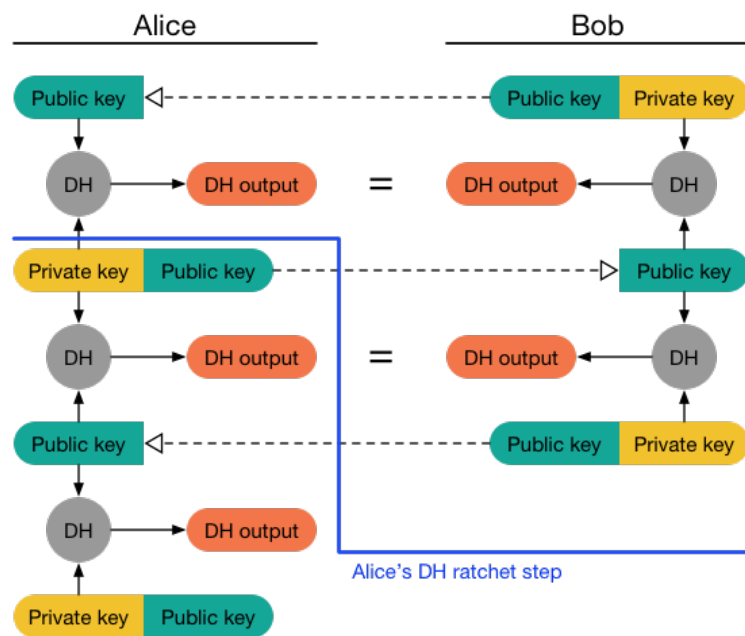 Alice Bob
Public key Public key Private key
DH DH output = DH output DH
Private key Public key Public key
DH DH output = DH output DH
Public key Public key Private key
DH DH output
Alice's DH ratchet step
Private key Public key